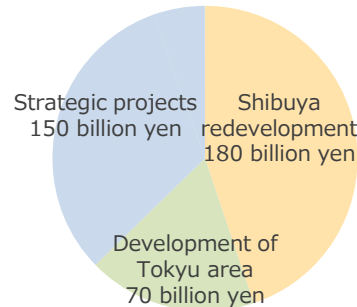 Strategic projects
150 billion yen
Shibuya
redevelopment
180 billion yen
Development of
Tokyu area
70 billion yen